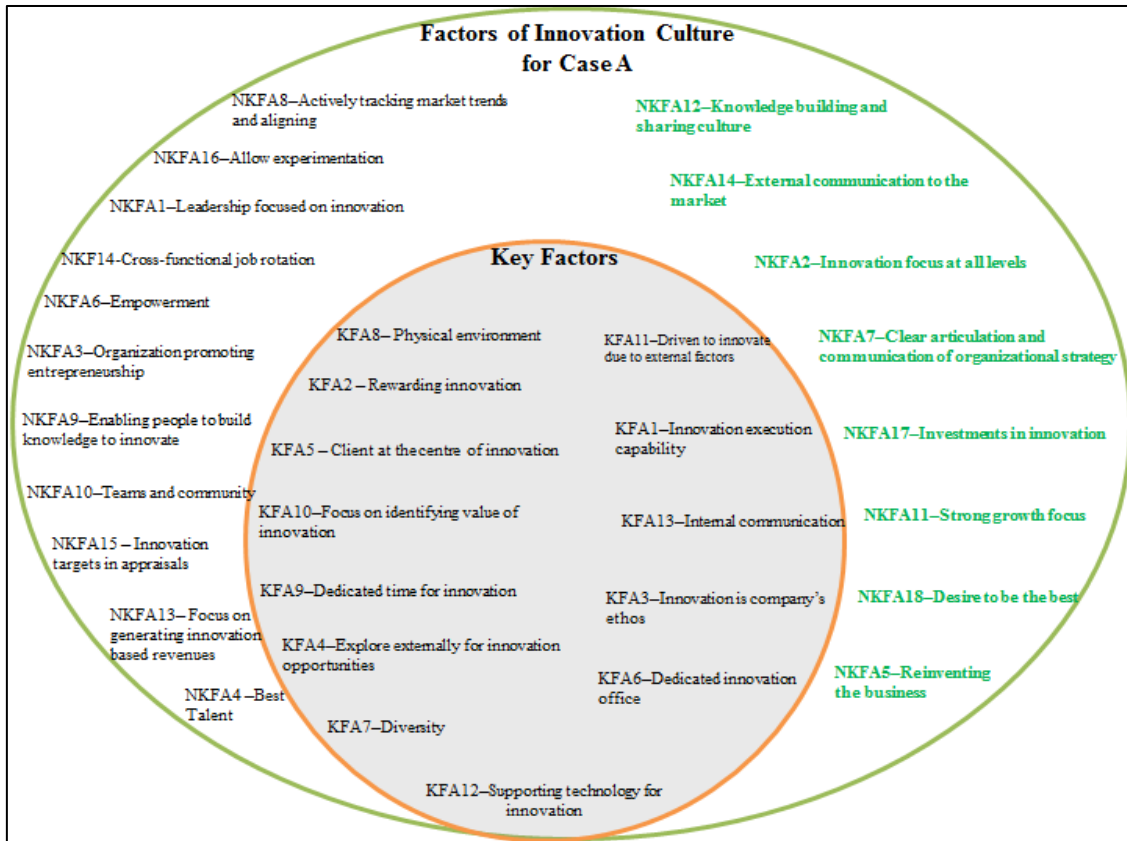 Factors of Innovation Culture
for Case A
NKFA8–Actively tracking market trends
and aligning
NKFA16–Allow experimentation
NKFA1–Leadership focused on innovation
NKF14-Cross-functional job rotation
NKFA6–Empowerment
NKFA3–Organization promoting
entrepreneurship
NKFA9–Enabling people to build
knowledge to innovate
NKFA10–Teams and community
NKFA15 – Innovation
targets in appraisals
NKFA13– Focus on
generating innovation
based revenues
NKFA4 –Best
Talent
Key Factors
KFA8– Physical environment
KFA2 – Rewarding innovation
KFA5 – Client at the centre of innovation
KFA10–Focus on identifying value of
innovation
KFA9–Dedicated time for innovation
KFA4–Explore externally for innovation
opportunities
KFA7–Diversity
KFA12–Supporting technology for
innovation
KFA11–Driven to innovate
due to external factors
KFA1–Innovation execution
capability
KFA13–Internal communication
KFA3–Innovation is company's
ethos
KFA6–Dedicated innovation
office
NKFA12–Knowledge building and
sharing culture
NKFA14–External communication to the
market
NKFA2–Innovation focus at all levels
NKFA7–Clear articulation and
communication of organizational strategy
NKFA17–Investments in innovation
NKFA11–Strong growth focus
NKFA18–Desire to be the best
NKFA5–Reinventing
the business